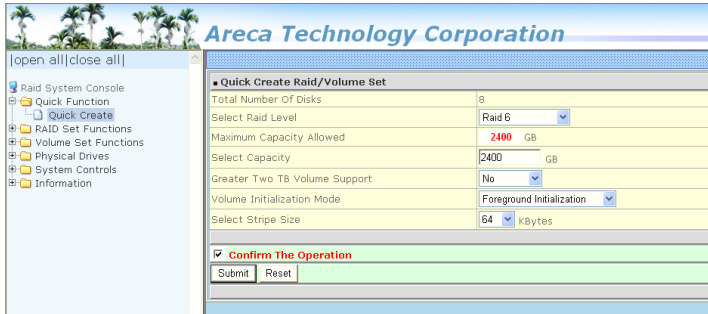 Areca Technology Corporation
|open all|close all|
Raid System Console
Quick Function
Quick Create
RAID Set Functions
Volume Set Functions
Physical Drives
System Controls
Information
Quick Create Raid/Volume Set
Total Number Of Disks 8
Select Raid Level Raid 6
Maximum Capacity Allowed 2400 GB
Select Capacity 2400 GB
Greater Two TB Volume Support No
Volume Initialization Mode Foreground Initialization
Select Stripe Size 64 KBytes
Confirm The Operation
Submit Reset